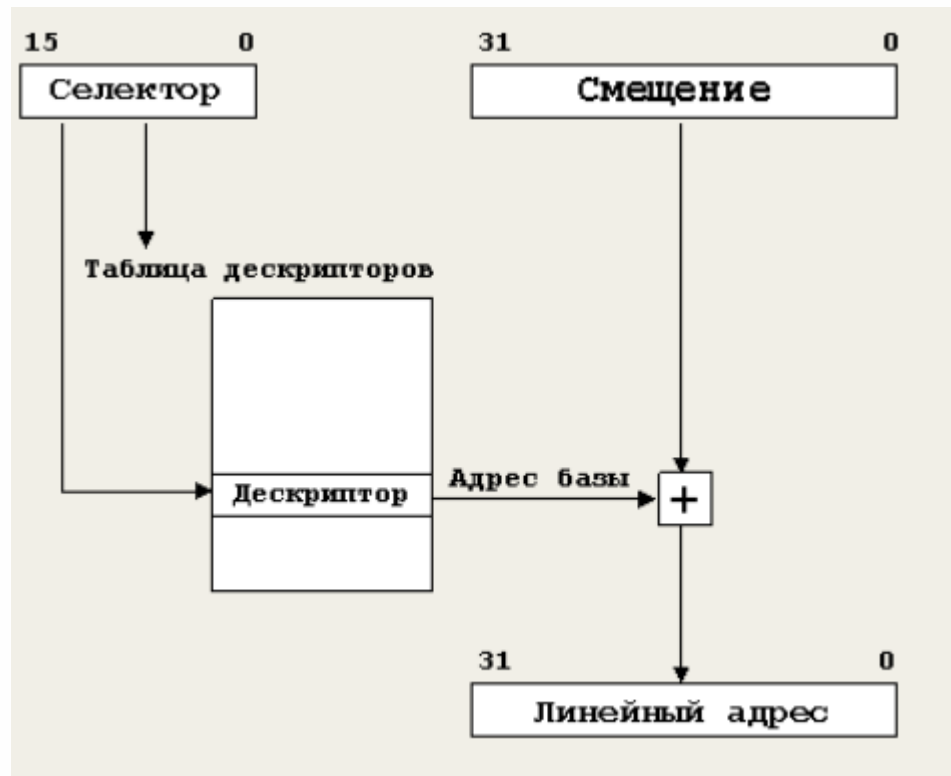 15 0 31 0
Селектор Смещение
Таблица дескрипторов
Адрес базы
Дескриптор +
31 0
Линейный адрес